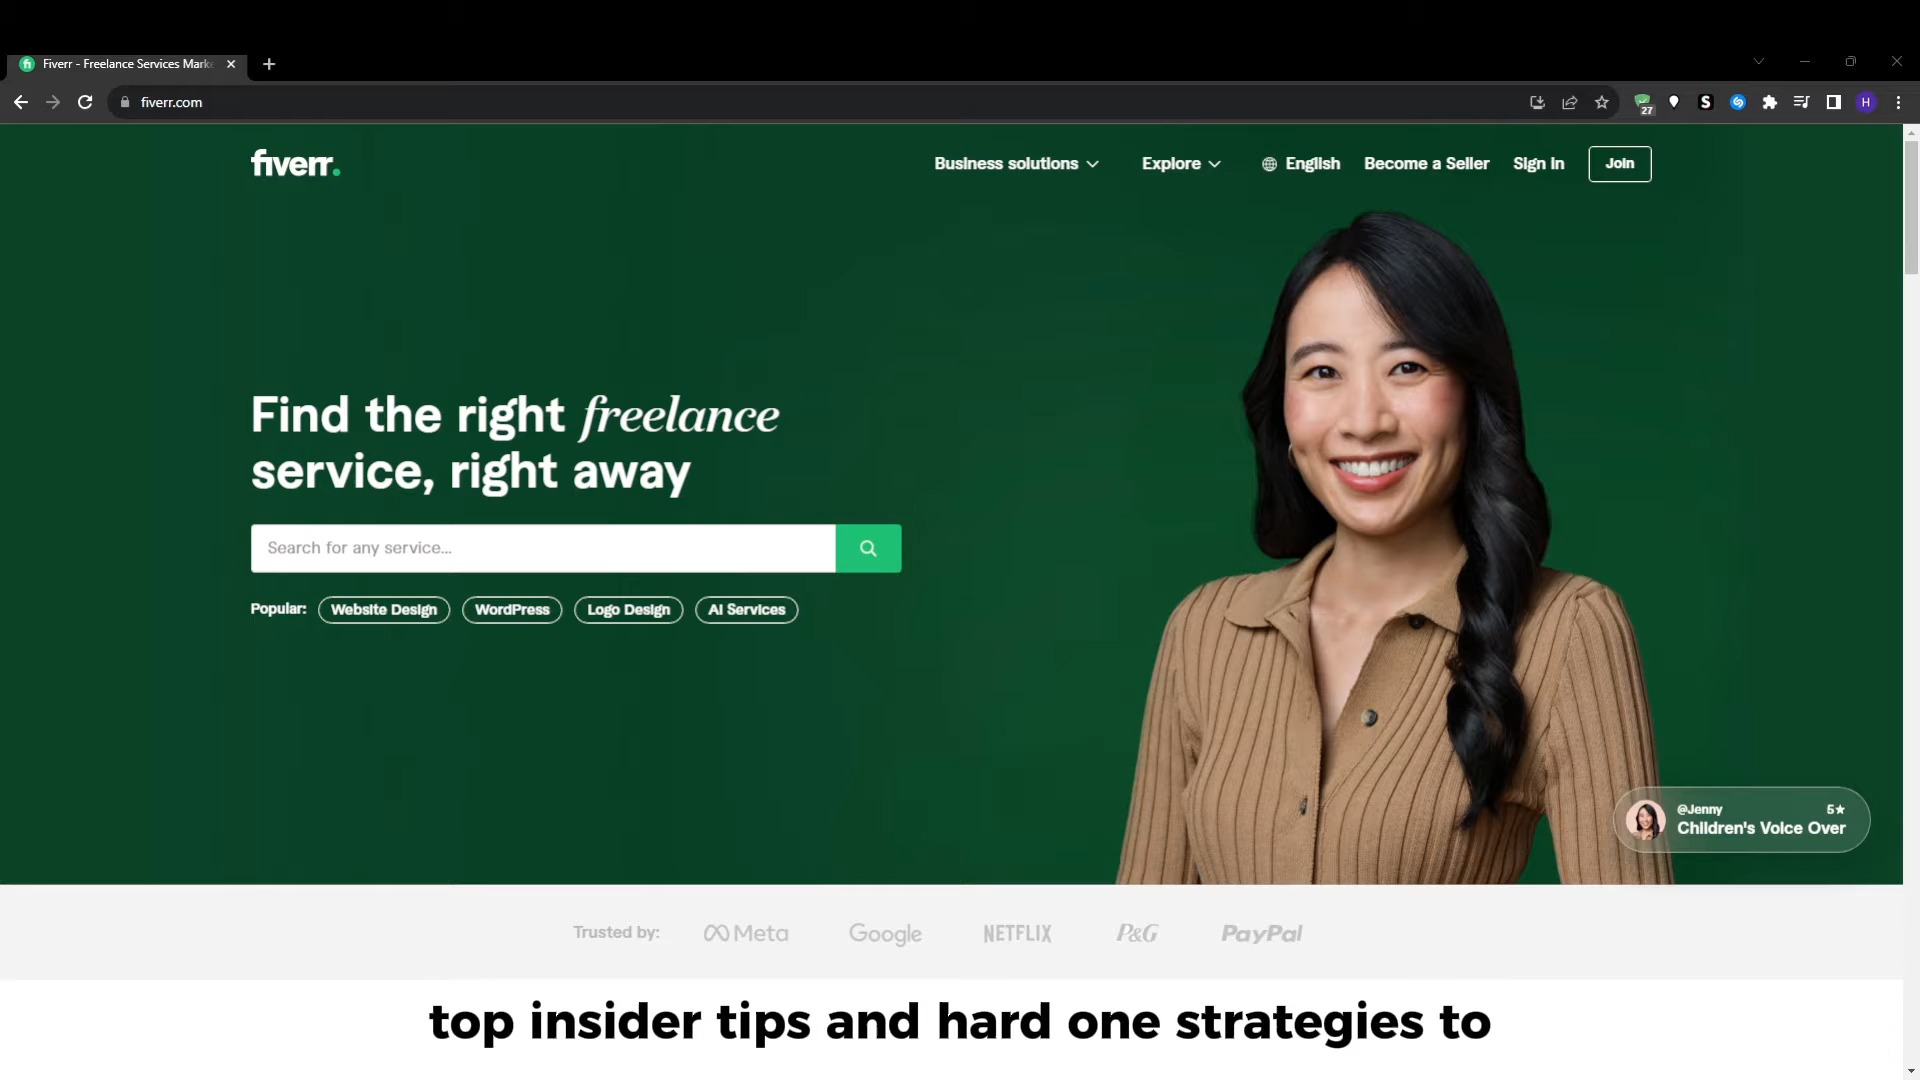 Fiverr - Freelance Services Marke
fiverr.com
27
S
H
fiverr.
Business solutions
Explore
English
Become a Seller
Sign in
Join
Find the right freelance
service, right away
Search for any service...
Popular:
Website Design
WordPress
Logo Design
AI Services
@Jenny
5★
Children's Voice Over
Trusted by:
Meta
Google
NETFLIX
P&G
PayPal
top insider tips and hard one strategies to